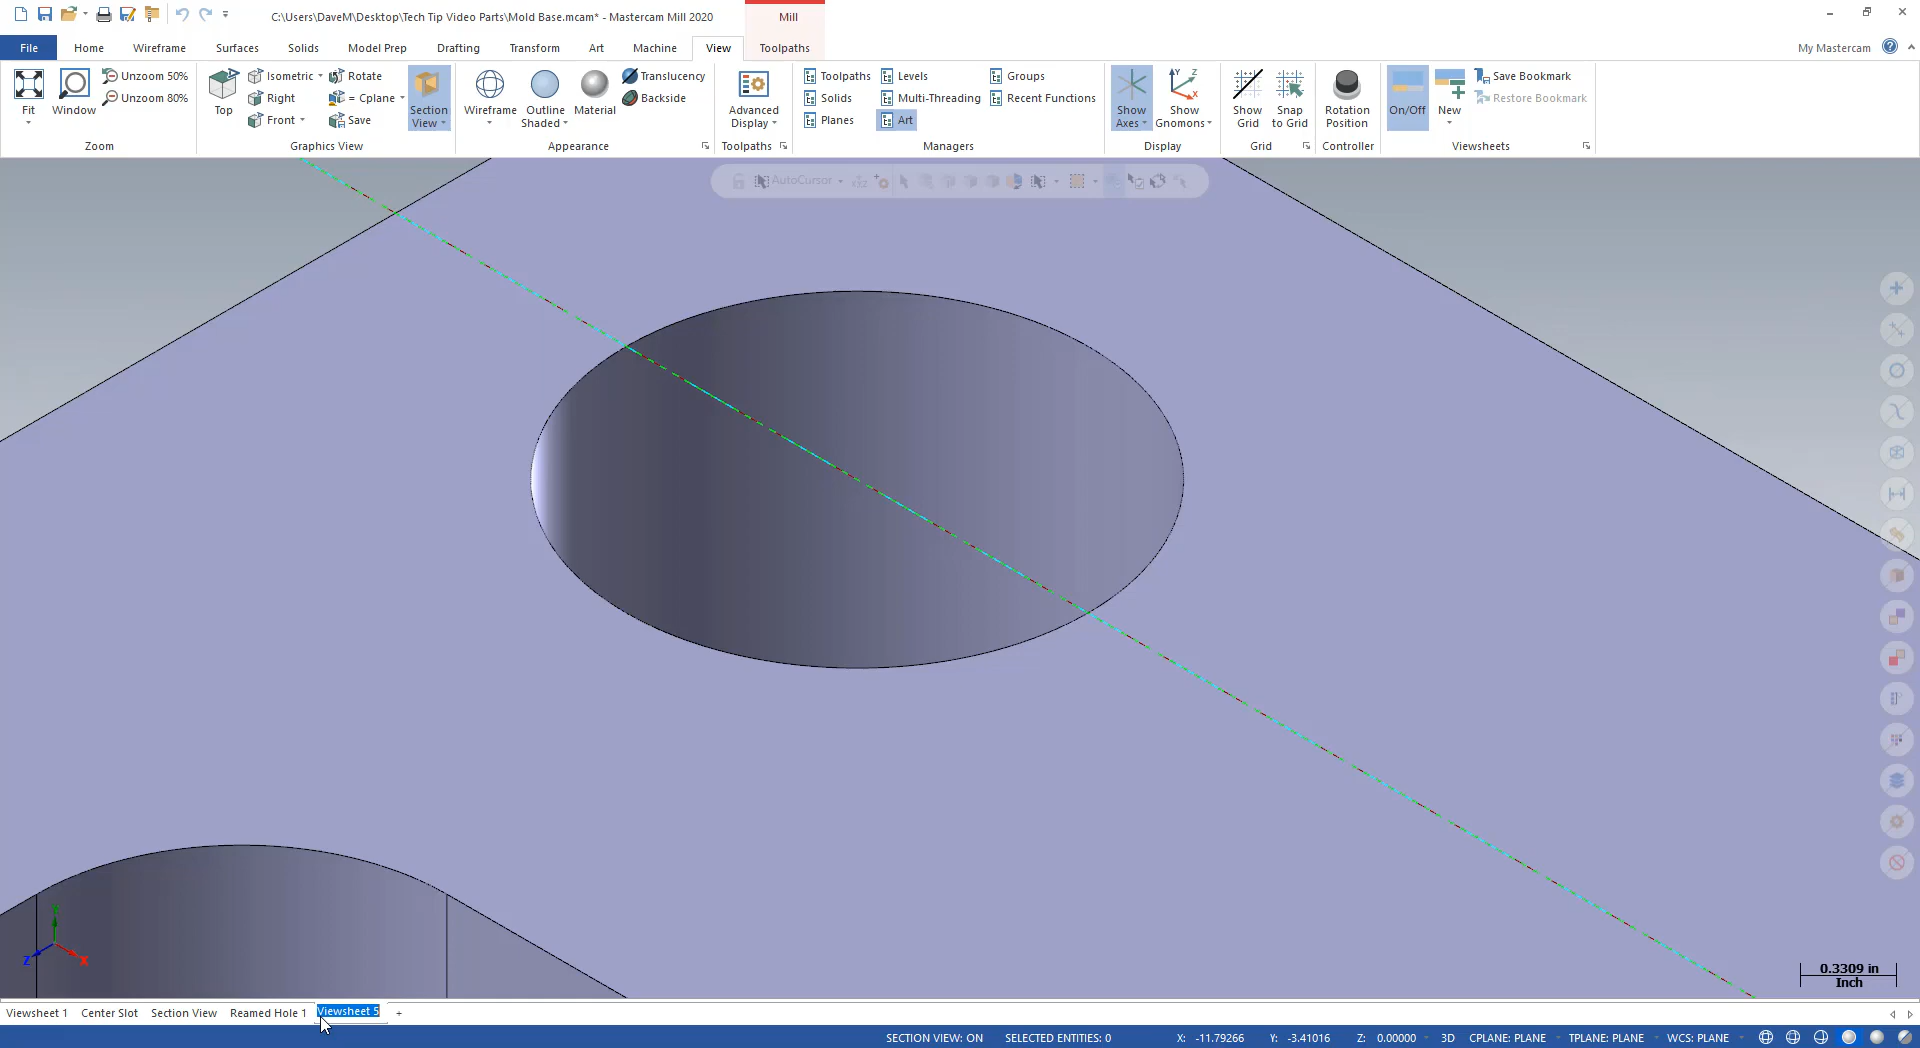 C:\Users\DaveM\Desktop\Tech Tip Video Parts\Mold Base.mcam* - Mastercam Mill 2020
Mill
File Home Wireframe Surfaces Solids Model Prep Drafting Transform Art Machine View Toolpaths
My Mastercam
Fit
Window
Unzoom 50%
Unzoom 80%
Zoom
Top
Isometric
Right
Front
Rotate
= Cplane
Save
Section
View
Graphics View
Wireframe
Outline
Shaded
Material
Translucency
Backside
Appearance
Advanced
Display
Toolpaths
Toolpaths
Solids
Planes
Levels
Multi-Threading
Art
Groups
Recent Functions
Managers
Show
Axes
Show
Gnomons
Display
Show
Grid
Snap
to Grid
Grid
Rotation
Position
Controller
On/Off
New
Save Bookmark
Restore Bookmark
Viewsheets
AutoCursor
Y
Z
X
0.3309 in
Inch
Viewsheet 1 Center Slot Section View Reamed Hole 1 Viewsheet 5 +
SECTION VIEW: ON SELECTED ENTITIES: 0 X: -11.79266 Y: -3.41016 Z: 0.00000 3D CPLANE: PLANE TPLANE: PLANE WCS: PLANE